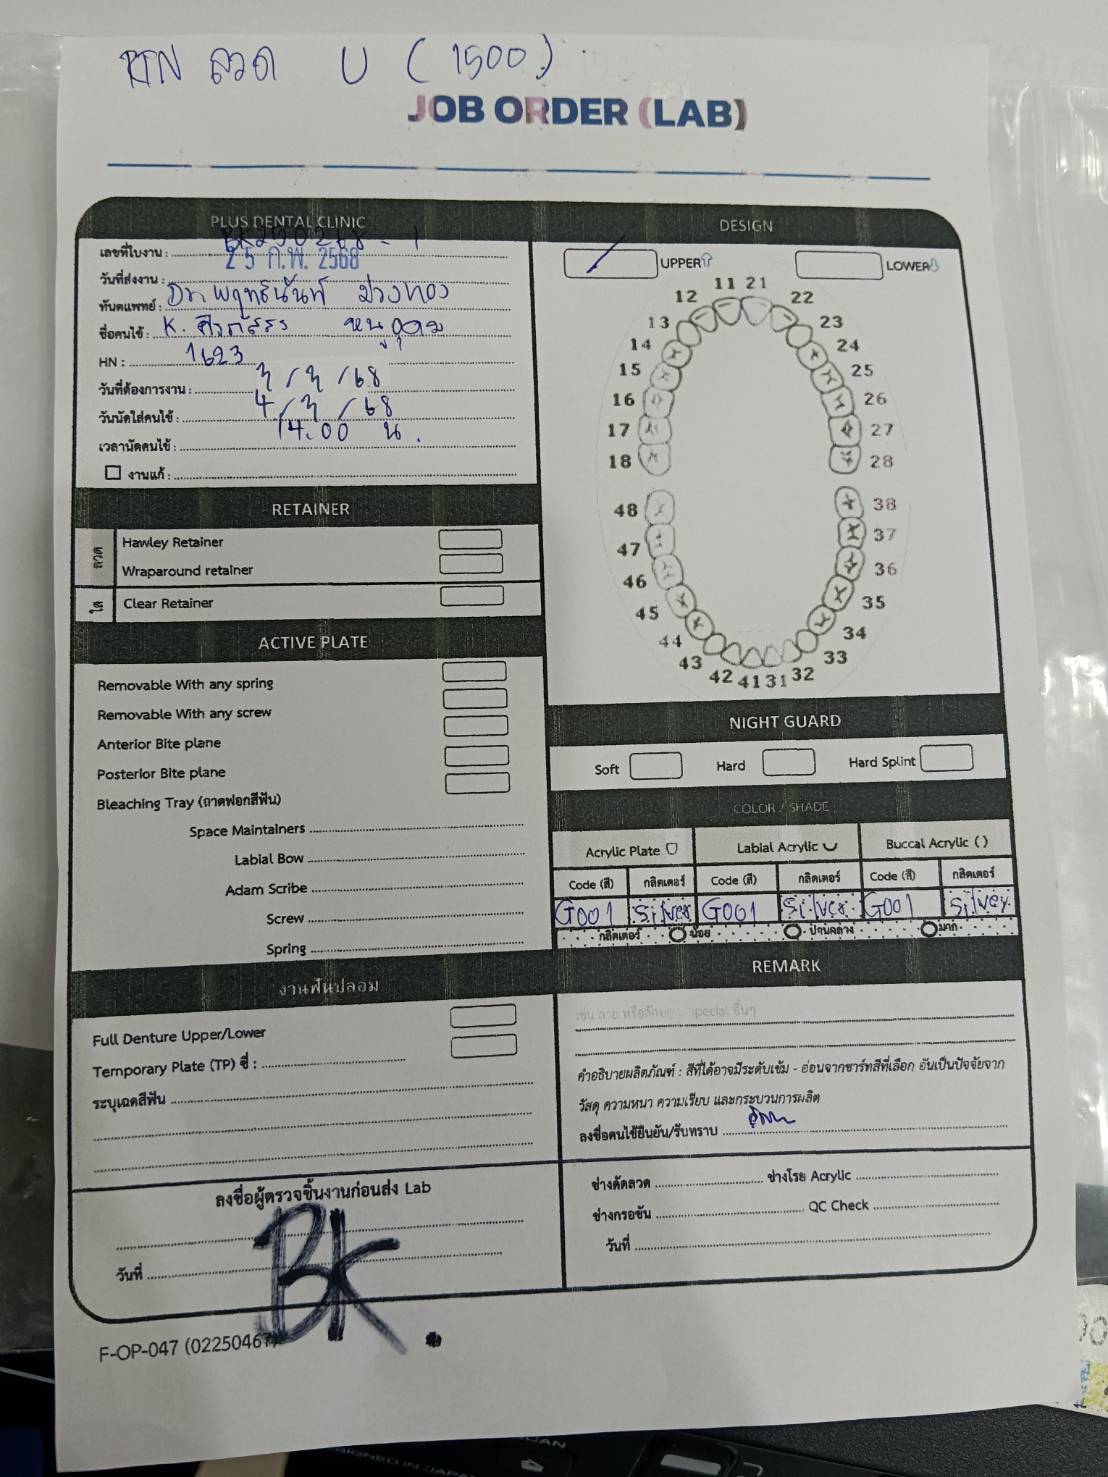 RTN ลวด U (1500)
JOB ORDER (LAB)
PLUS DENTAL CLINIC
เลขที่ใบงาน : BK250268-1
วันที่ส่งงาน : 25 ก.พ. 2568
ทันตแพทย์ : Dr. พฤทธินันท์ ม่วงทอง
ชื่อคนไข้ : K.
HN : 1623
วันที่ต้องการงาน : 3/3/68
วันนัดใส่คนไข้ : 4/3/68
เวลานัดคนไข้ : 14.00 น.
งานแก้ :
DESIGN
UPPER
LOWER
11 21
12 22
13 23
14 24
15 25
16 26
17 27
18 28
48 38
47 37
46 36
45 35
44 34
43 33
42 41 31 32
RETAINER
ลวด
Hawley Retainer
Wraparound retainer
ใส
Clear Retainer
ACTIVE PLATE
Removable With any spring
Removable With any screw
Anterior Bite plane
Posterior Bite plane
Bleaching Tray (ถาดฟอกสีฟัน)
Space Maintainers
Labial Bow
Adam Scribe
Screw
Spring
NIGHT GUARD
Soft Hard Hard Splint
COLOR / SHADE
Acrylic Plate Labial Acrylic Buccal Acrylic ( )
Code (สี) กลิตเตอร์ Code (สี) กลิตเตอร์ Code (สี) กลิตเตอร์
G001 Silver G001 Silver G001 Silver
กลิตเตอร์ น้อย ปานกลาง มาก
งานฟันปลอม
Full Denture Upper/Lower
Temporary Plate (TP) ซี่ :
ระบุเฉดสีฟัน
REMARK
เช่น ลาย หรือลักษณะ Special อื่นๆ
คำอธิบายผลิตภัณฑ์ : สีที่ได้อาจมีระดับเข้ม - อ่อนจากชาร์ทสีที่เลือก อันเป็นปัจจัยจาก
วัสดุ ความหนา ความเรียบ และกระบวนการผลิต
ลงชื่อคนไข้ยืนยัน/รับทราบ
ลงชื่อผู้ตรวจชิ้นงานก่อนส่ง Lab
BK.
วันที่
ช่างดัดลวด ช่างโรย Acrylic
ช่างกรอขัน QC Check
วันที่
F-OP-047 (02250467)